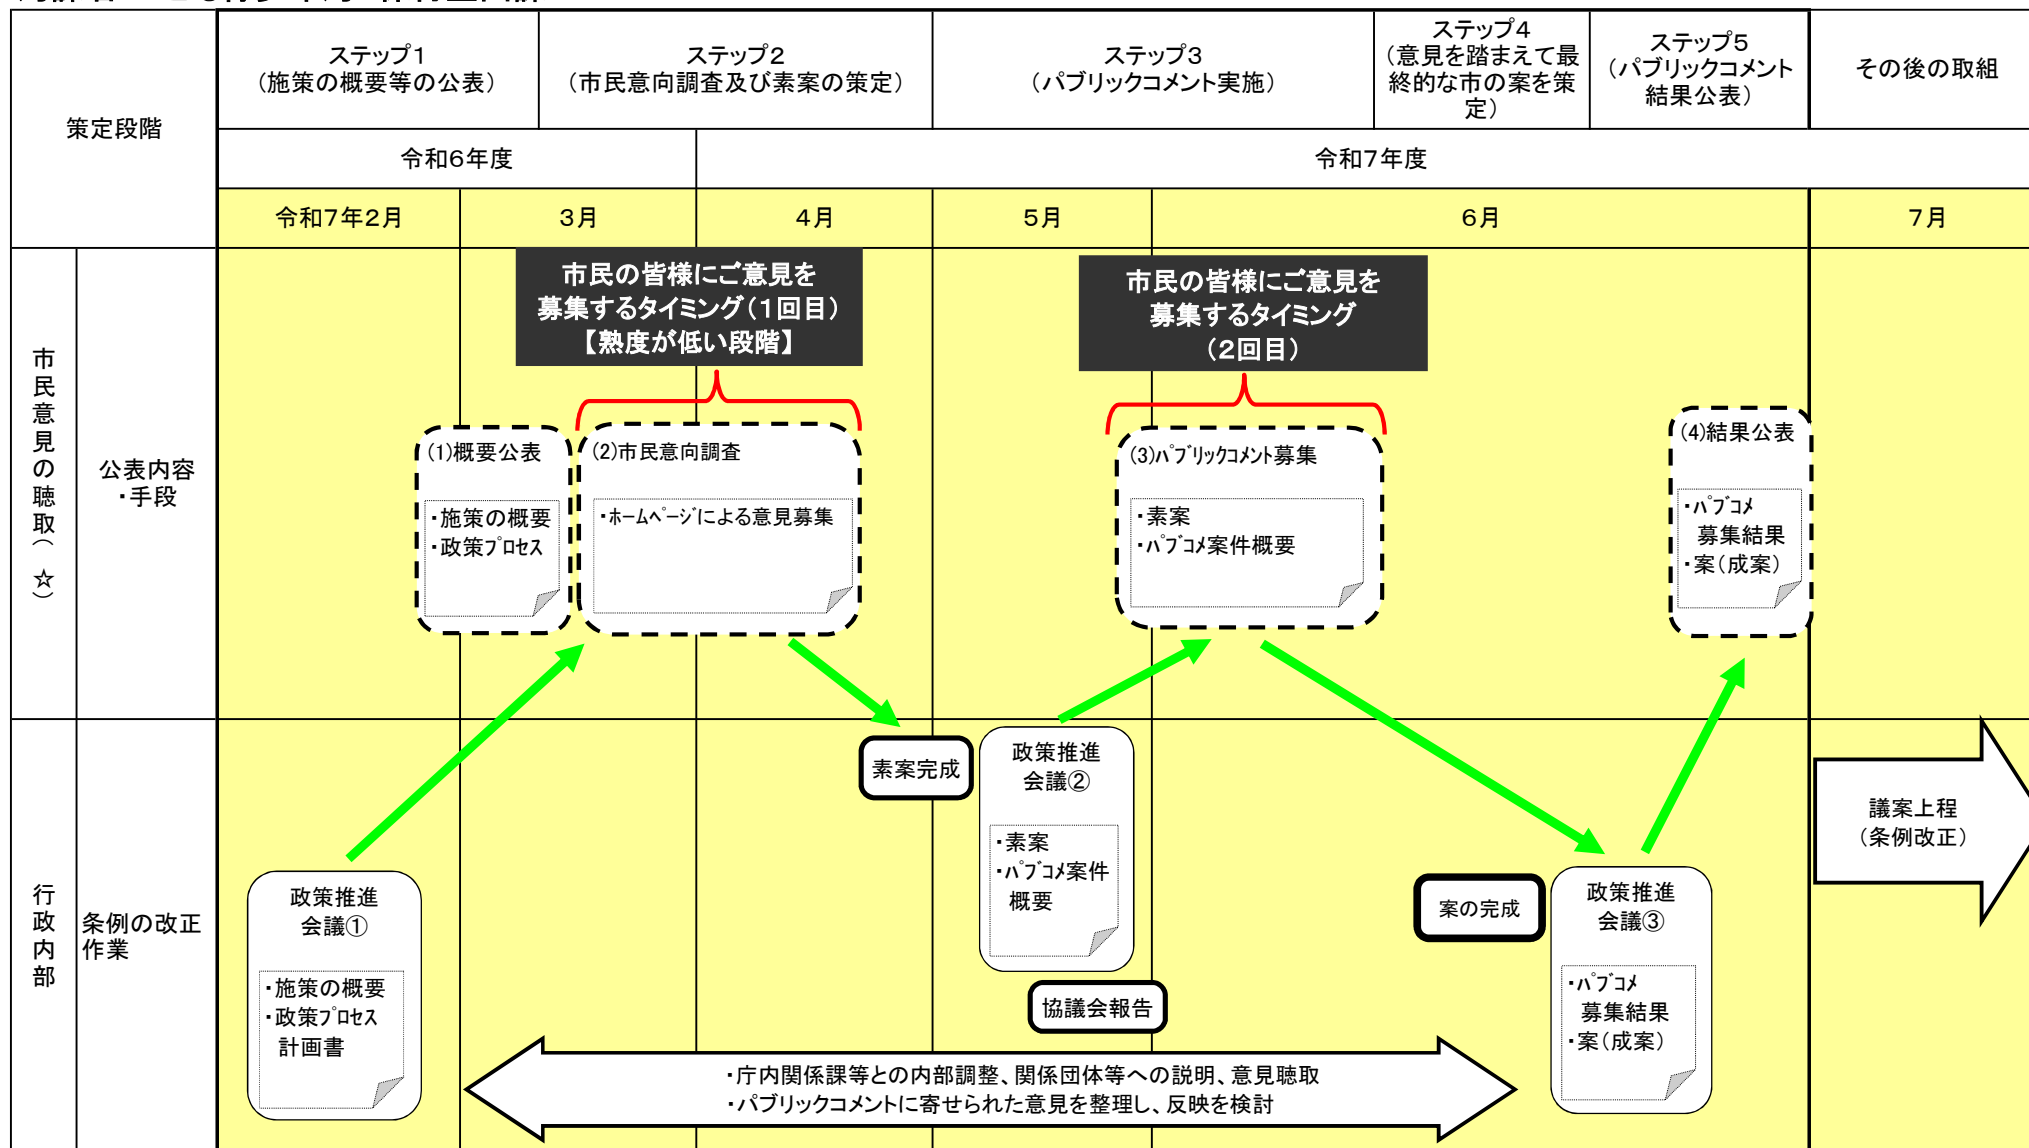 策定段階
ステップ1
（施策の概要等の公表）
ステップ2
（市民意向調査及び素案の策定）
ステップ3
（パブリックコメント実施）
ステップ4
（意見を踏まえて最
終的な市の案を策
定）
ステップ5
（パブリックコメント
結果公表）
その後の取組
令和6年度
令和7年度
令和7年2月
3月
4月
5月
6月
7月
市民意見の聴取（☆）
公表内容
・手段
市民の皆様にご意見を
募集するタイミング（1回目）
【熟度が低い段階】
市民の皆様にご意見を
募集するタイミング
（2回目）
(1)概要公表
・施策の概要
・政策ﾌﾟﾛｾｽ
(2)市民意向調査
・ﾎｰﾑﾍﾟｰｼﾞによる意見募集
(3)ﾊﾟﾌﾞﾘｯｸｺﾒﾝﾄ募集
・素案
・ﾊﾟﾌﾞｺﾒ案件概要
(4)結果公表
・ﾊﾟﾌﾞｺﾒ
募集結果
・案（成案）
行政内部
条例の改正
作業
政策推進
会議①
・施策の概要
・政策ﾌﾟﾛｾｽ
計画書
素案完成
政策推進
会議②
・素案
・ﾊﾟﾌﾞｺﾒ案件
概要
協議会報告
案の完成
政策推進
会議③
・ﾊﾟﾌﾞｺﾒ
募集結果
・案（成案）
議案上程
（条例改正）
・庁内関係課等との内部調整、関係団体等への説明、意見聴取
・パブリックコメントに寄せられた意見を整理し、反映を検討